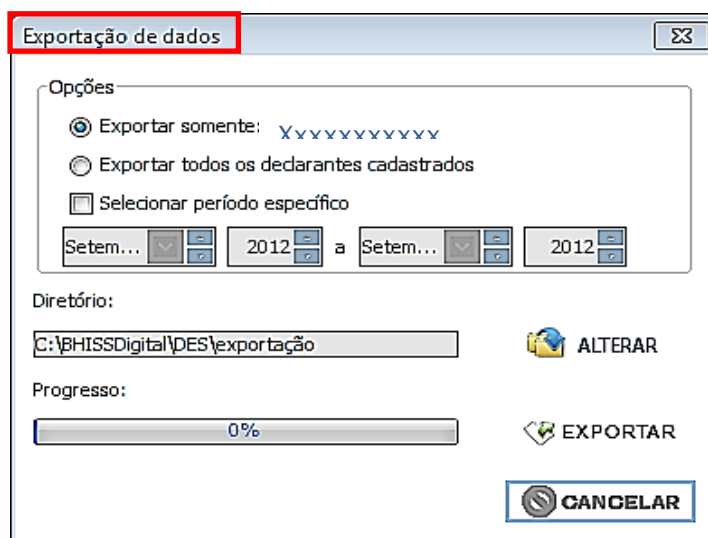 Exportação de dados
Opções
Exportar somente: Xxxxxxxxxxx
Exportar todos os declarantes cadastrados
Selecionar período específico
Setem... 2012 a Setem... 2012
Diretório:
C:\BHISSDigital\DES\exportação ALTERAR
Progresso:
0% EXPORTAR
CANCELAR